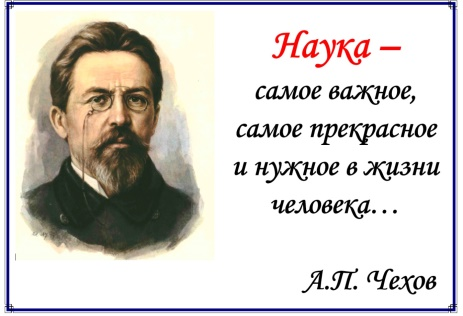 Наука –
самое важное,
самое прекрасное
и нужное в жизни
человека...
А.П. Чехов